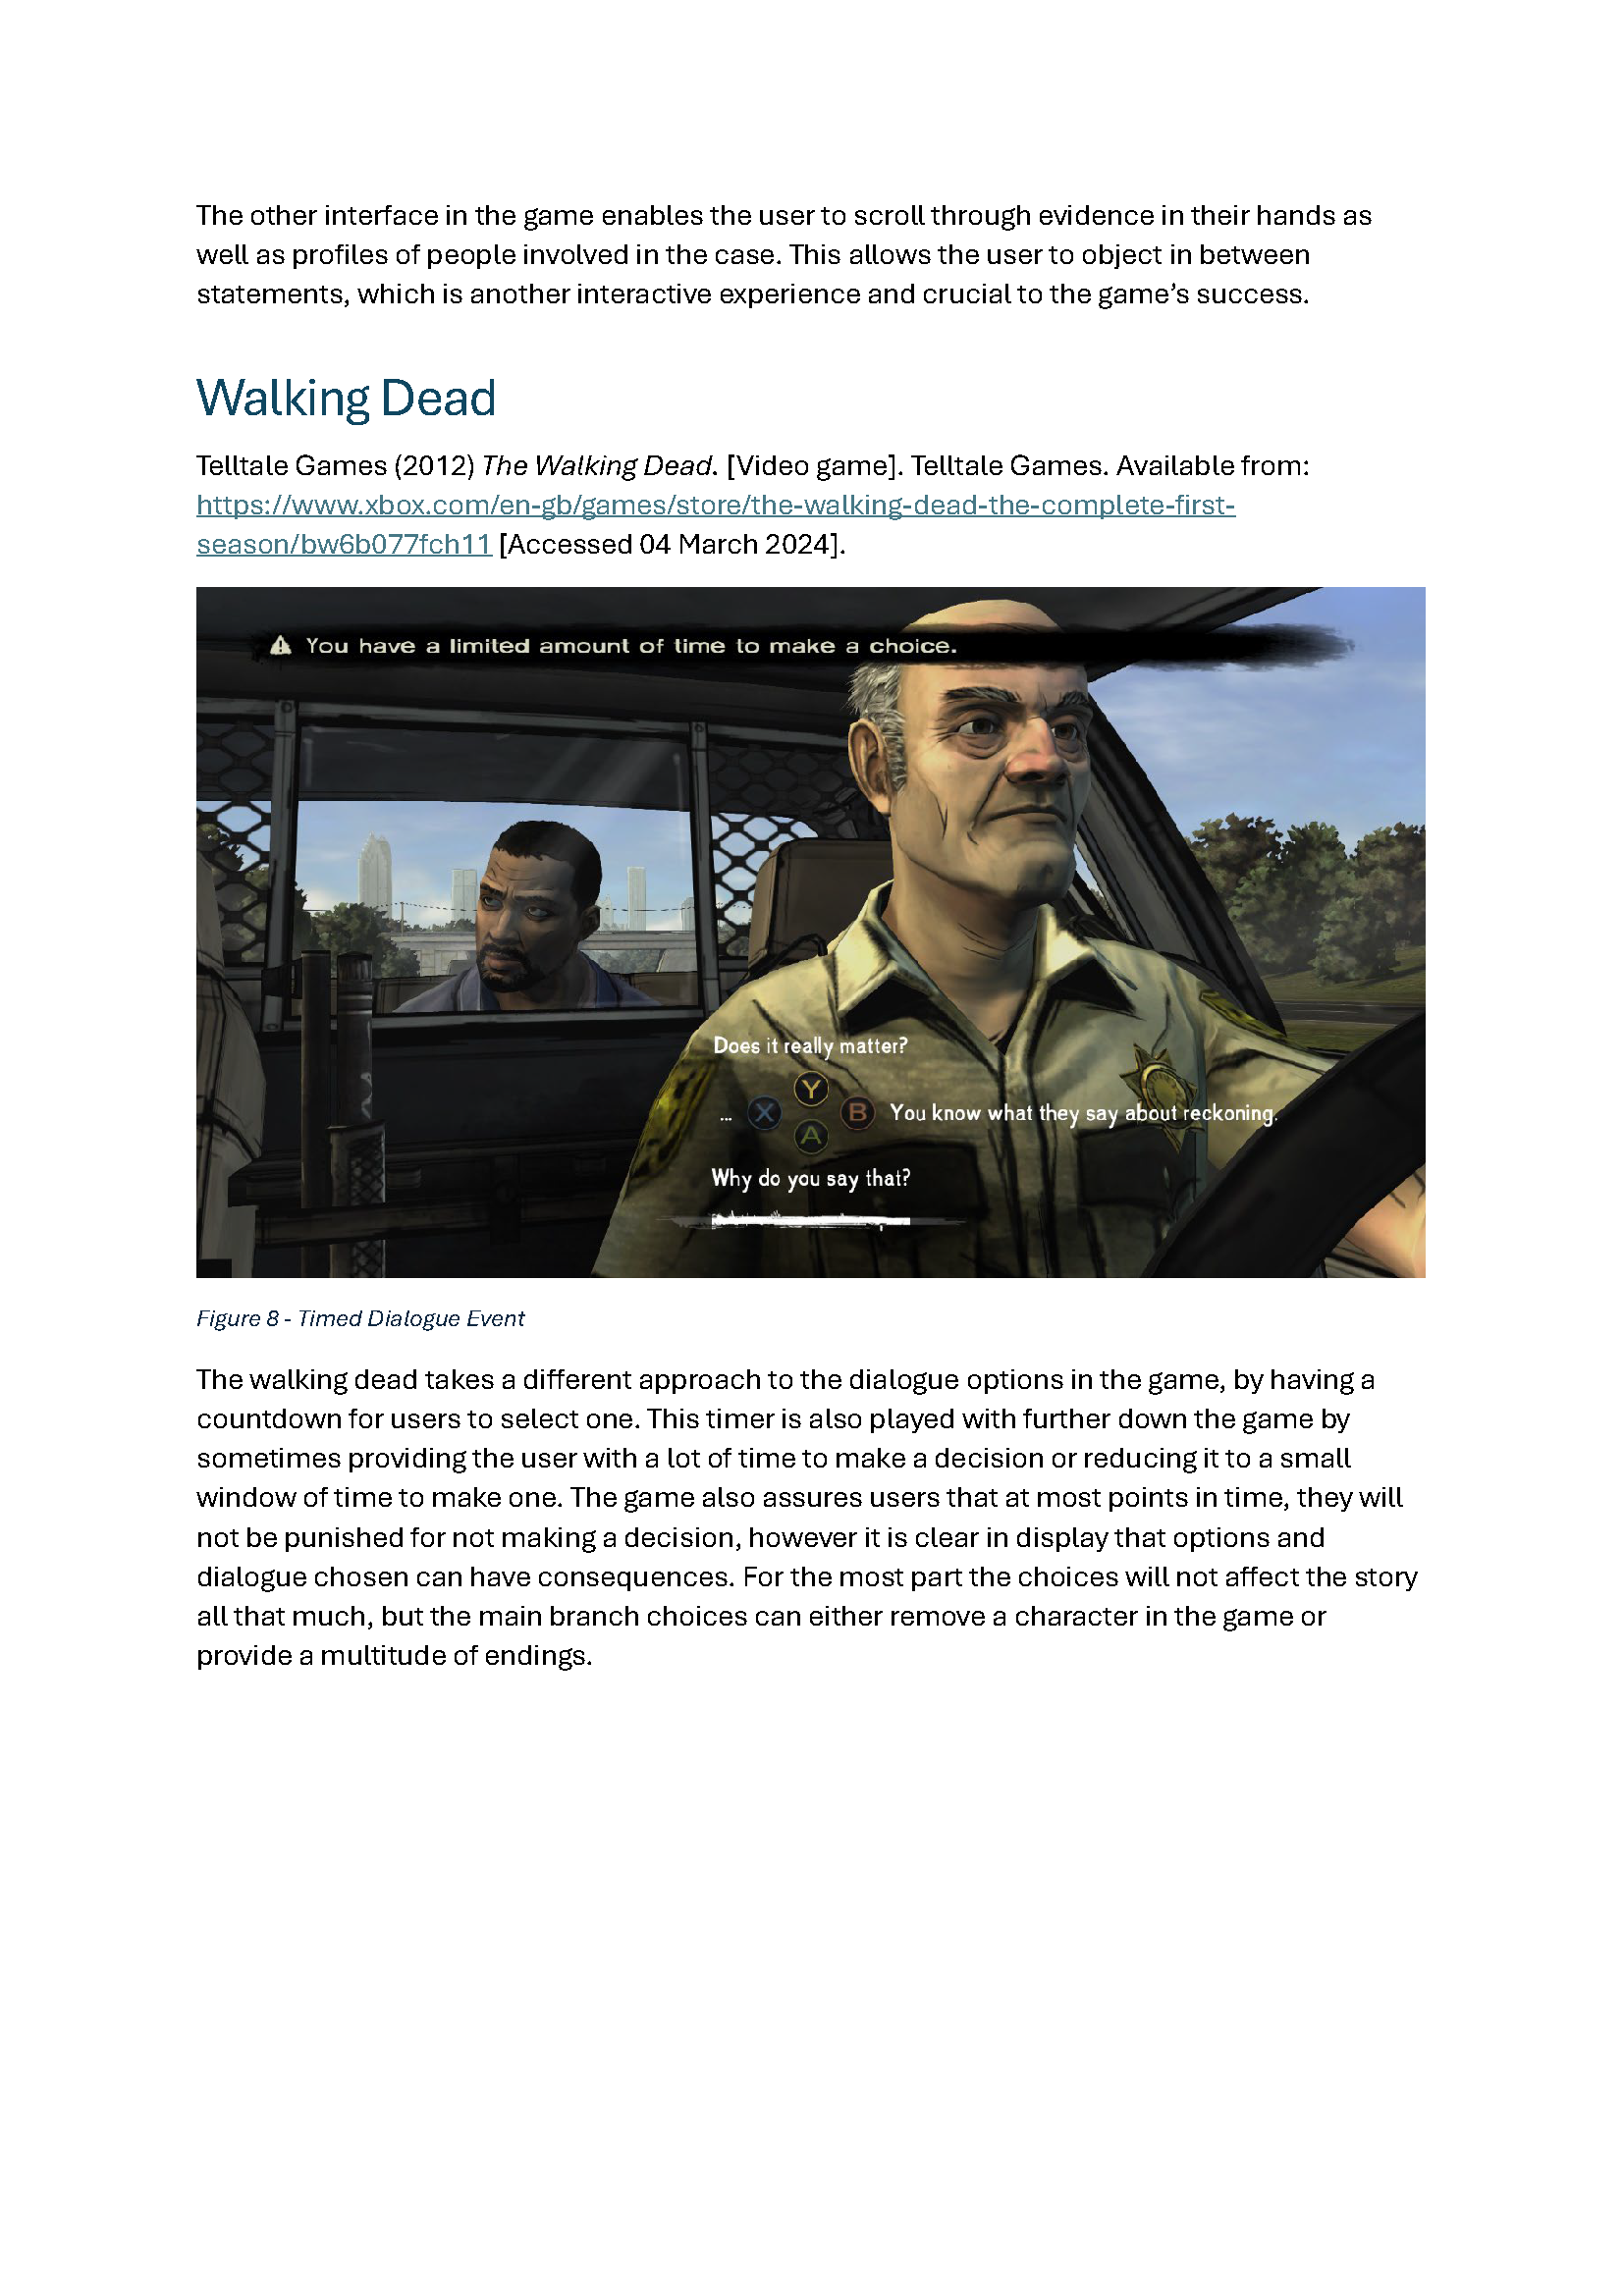 The other interface in the game enables the user to scroll through evidence in their hands as
well as profiles of people involved in the case. This allows the user to object in between
statements, which is another interactive experience and crucial to the game’s success.
Walking Dead
Telltale Games (2012) The Walking Dead. [Video game]. Telltale Games. Available from:
https://www.xbox.com/en-gb/games/store/the-walking-dead-the-complete-first-
season/bw6b077fch11 [Accessed 04 March 2024].
You have a limited amount of time to make a choice.
Does it really matter?
Y
... X B You know what they say about reckoning.
A
Why do you say that?
Figure 8 - Timed Dialogue Event
The walking dead takes a different approach to the dialogue options in the game, by having a
countdown for users to select one. This timer is also played with further down the game by
sometimes providing the user with a lot of time to make a decision or reducing it to a small
window of time to make one. The game also assures users that at most points in time, they will
not be punished for not making a decision, however it is clear in display that options and
dialogue chosen can have consequences. For the most part the choices will not affect the story
all that much, but the main branch choices can either remove a character in the game or
provide a multitude of endings.